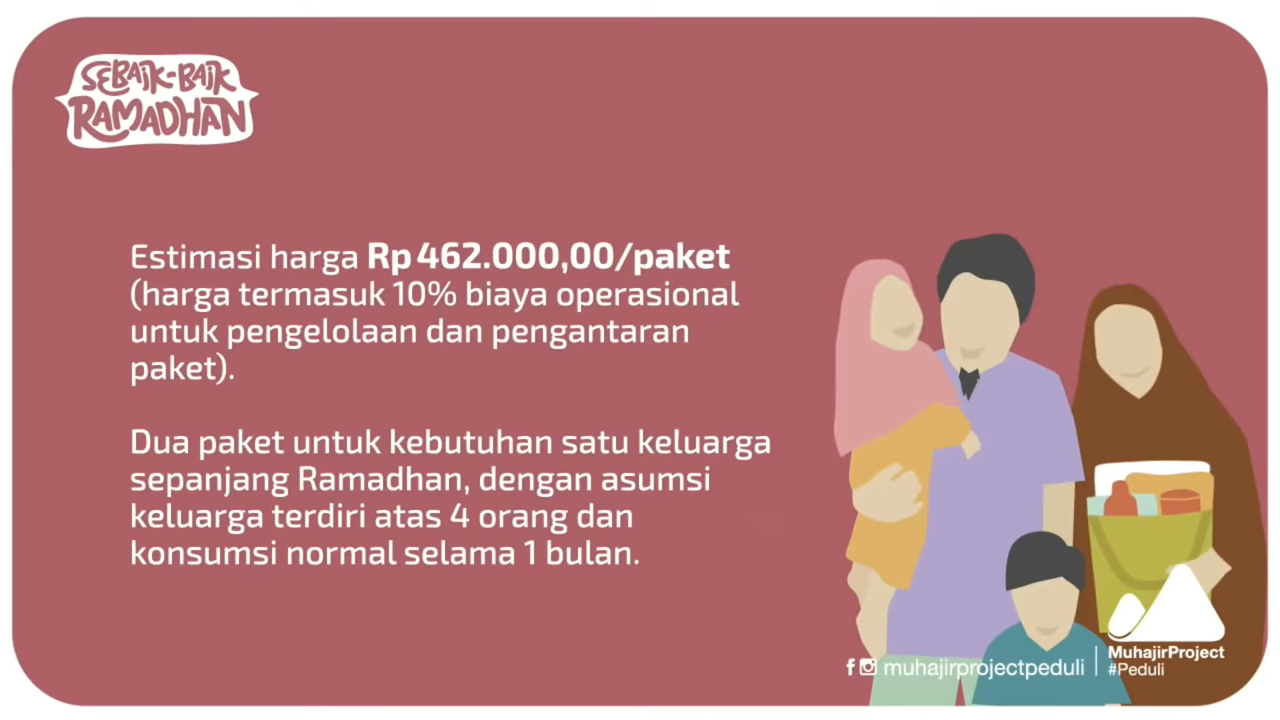 SEBAIK-BAIK
RAMADHAN
Estimasi harga Rp 462.000,00/paket
(harga termasuk 10% biaya operasional
untuk pengelolaan dan pengantaran
paket).
Dua paket untuk kebutuhan satu keluarga
sepanjang Ramadhan, dengan asumsi
keluarga terdiri atas 4 orang dan
konsumsi normal selama 1 bulan.
muhajirprojectpeduli
MuhajirProject
#Peduli